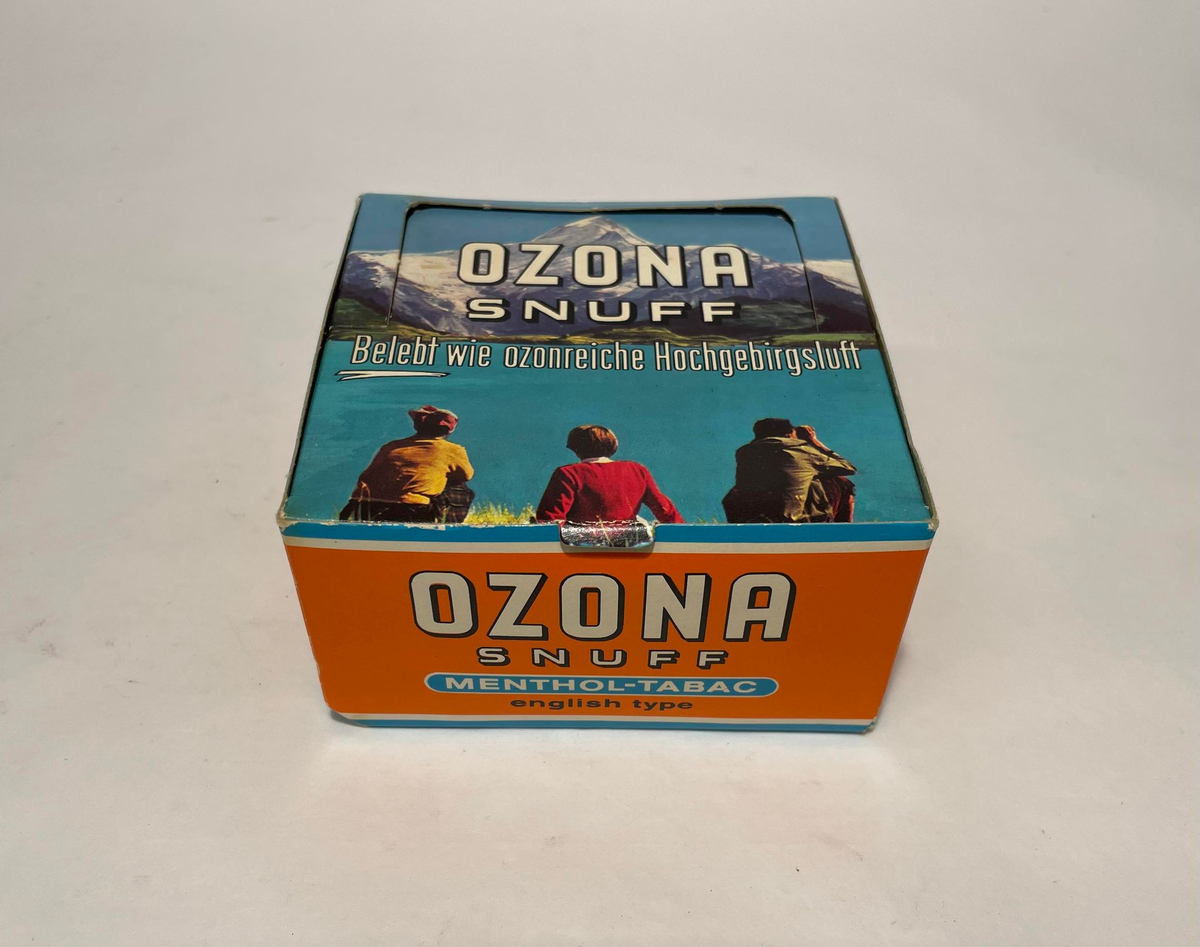 OZONA
SNUFF
Belebt wie ozonreiche Hochgebirgsluft
OZONA
SNUFF
MENTHOL-TABAC
english type